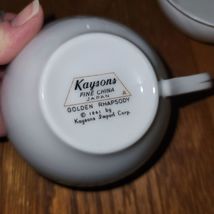 Kaysons
FINE CHINA
JAPAN
GOLDEN RHAPSODY
© 1961 by
Kaysons Import Corp.